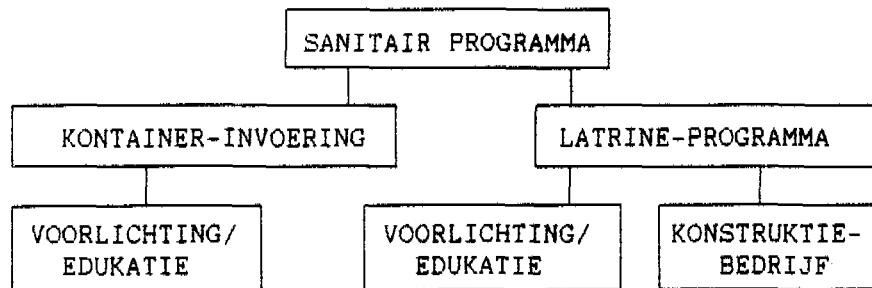 SANITAIR PROGRAMMA
KONTAINER-INVOERING
LATRINE-PROGRAMMA
VOORLICHTING/
EDUKATIE
VOORLICHTING/
EDUKATIE
KONSTRUKTIE-
BEDRIJF